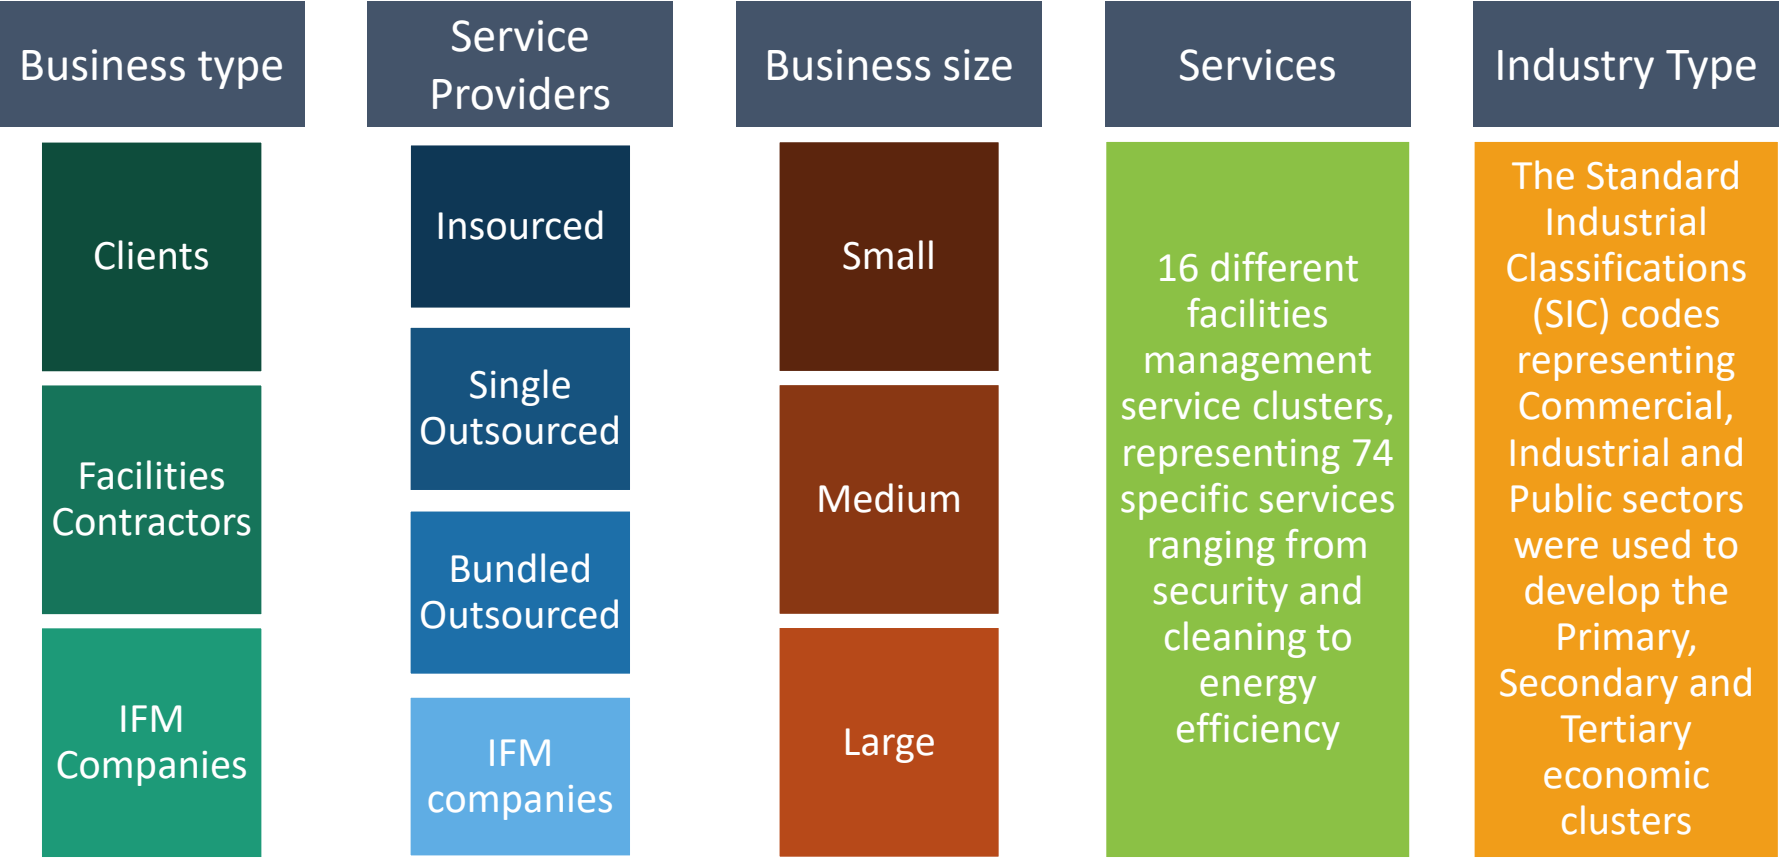 Business type
Clients
Facilities
Contractors
IFM
Companies
Service
Providers
Insourced
Single
Outsourced
Bundled
Outsourced
IFM
companies
Business size
Small
Medium
Large
Services
16 different
facilities
management
service clusters,
representing 74
specific services
ranging from
security and
cleaning to
energy
efficiency
Industry Type
The Standard
Industrial
Classifications
(SIC) codes
representing
Commercial,
Industrial and
Public sectors
were used to
develop the
Primary,
Secondary and
Tertiary
economic
clusters